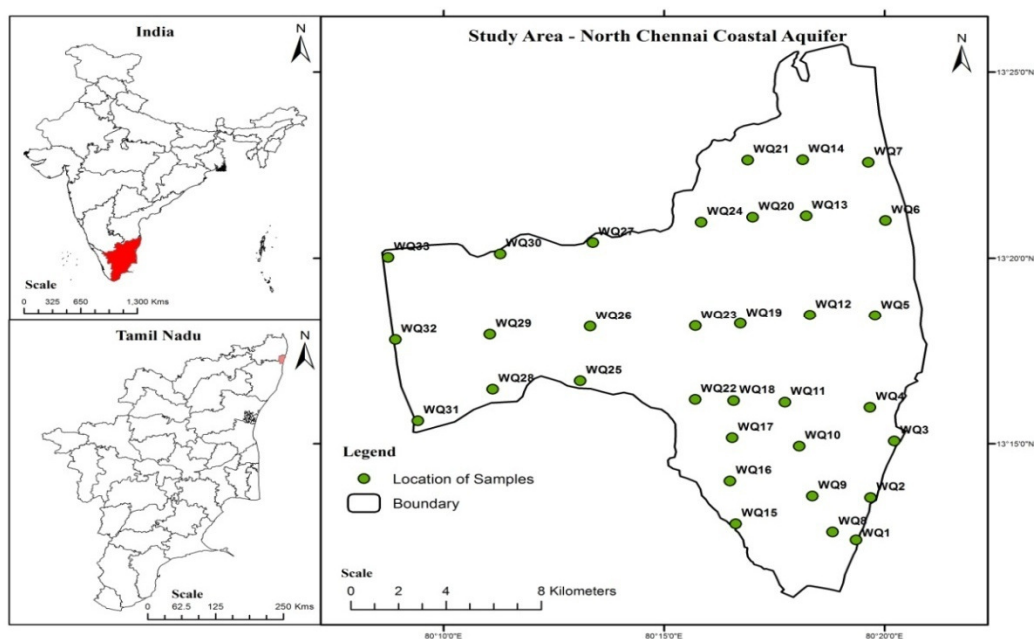 India
N
Scale
0 325 650 1,300 Kms
Tamil Nadu
N
Scale
0 62.5 125 250 KMS
Study Area - North Chennai Coastal Aquifer
N
13°25'0"N
WQ21 WQ14 WQ7
WQ24 WQ20 WQ13 WQ6
WQ33 WQ30 WQ27
13°20'0"N
WQ32 WQ29 WQ26 WQ23 WQ19 WQ12 WQ5
WQ28 WQ25 WQ22 WQ18 WQ11 WQ4
WQ31 WQ17 WQ10 WQ3
13°15'0"N
Legend
Location of Samples
Boundary
WQ16 WQ9 WQ2
WQ15 WQ8 WQ1
Scale
0 2 4 8 Kilometers
80°10'0"E 80°15'0"E 80°20'0"E